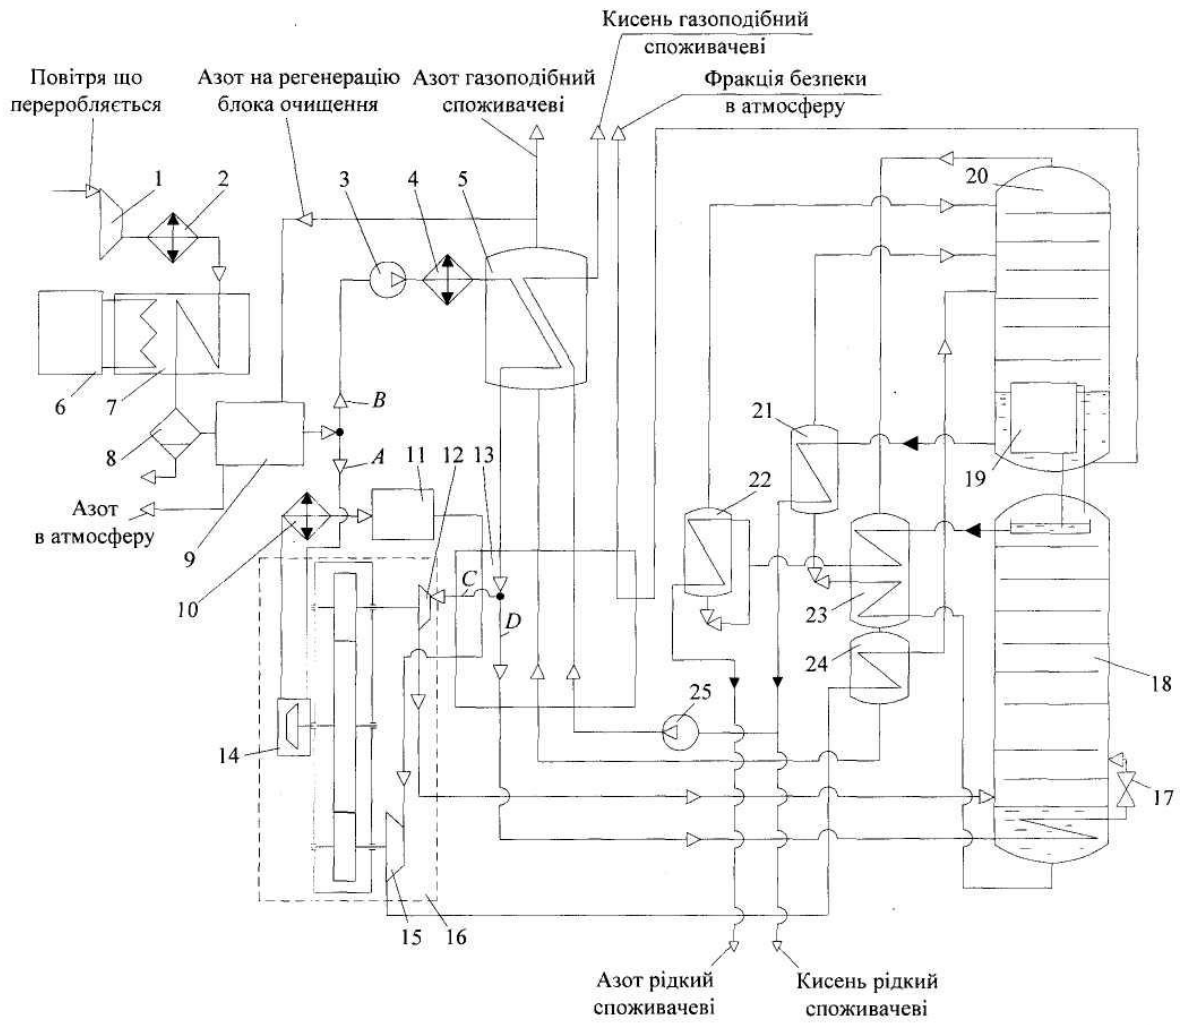 Кисень газоподібний
споживачеві
Повітря що
переробляється
Азот на регенерацію
блока очищення
Азот газоподібний
споживачеві
Фракція безпеки
в атмосферу
1
2
3
4
5
20
6
7
B
21
8
A
11
12
13
19
22
Азот
в атмосферу
9
10
C
23
D
24
18
25
14
17
15
16
Азот рідкий
споживачеві
Кисень рідкий
споживачеві